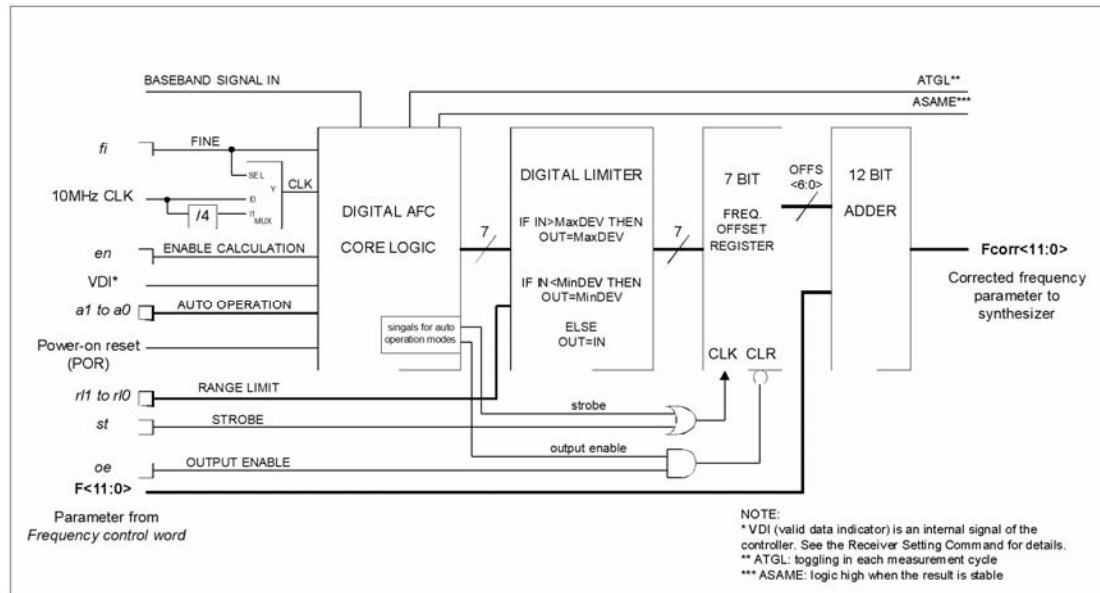 BASEBAND SIGNAL IN
ATGL**
ASAME***
fi
FINE
SEL
Y
CLK
10MHz CLK
I0
I1
MUX
/4
DIGITAL AFC
CORE LOGIC
en
ENABLE CALCULATION
VDI*
a1 to a0
AUTO OPERATION
Power-on reset
(POR)
singals for auto
operation modes
7
DIGITAL LIMITER
IF IN>MaxDEV THEN
OUT=MaxDEV
IF IN<MinDEV THEN
OUT=MinDEV
ELSE
OUT=IN
7
7 BIT
FREQ.
OFFSET
REGISTER
CLK
CLR
OFFS
<6:0>
12 BIT
ADDER
Fcorr<11:0>
Corrected frequency
parameter to
synthesizer
rl1 to rl0
RANGE LIMIT
strobe
st
STROBE
output enable
oe
OUTPUT ENABLE
F<11:0>
Parameter from
Frequency control word
NOTE:
* VDI (valid data indicator) is an internal signal of the
controller. See the Receiver Setting Command for details.
** ATGL: toggling in each measurement cycle
*** ASAME: logic high when the result is stable